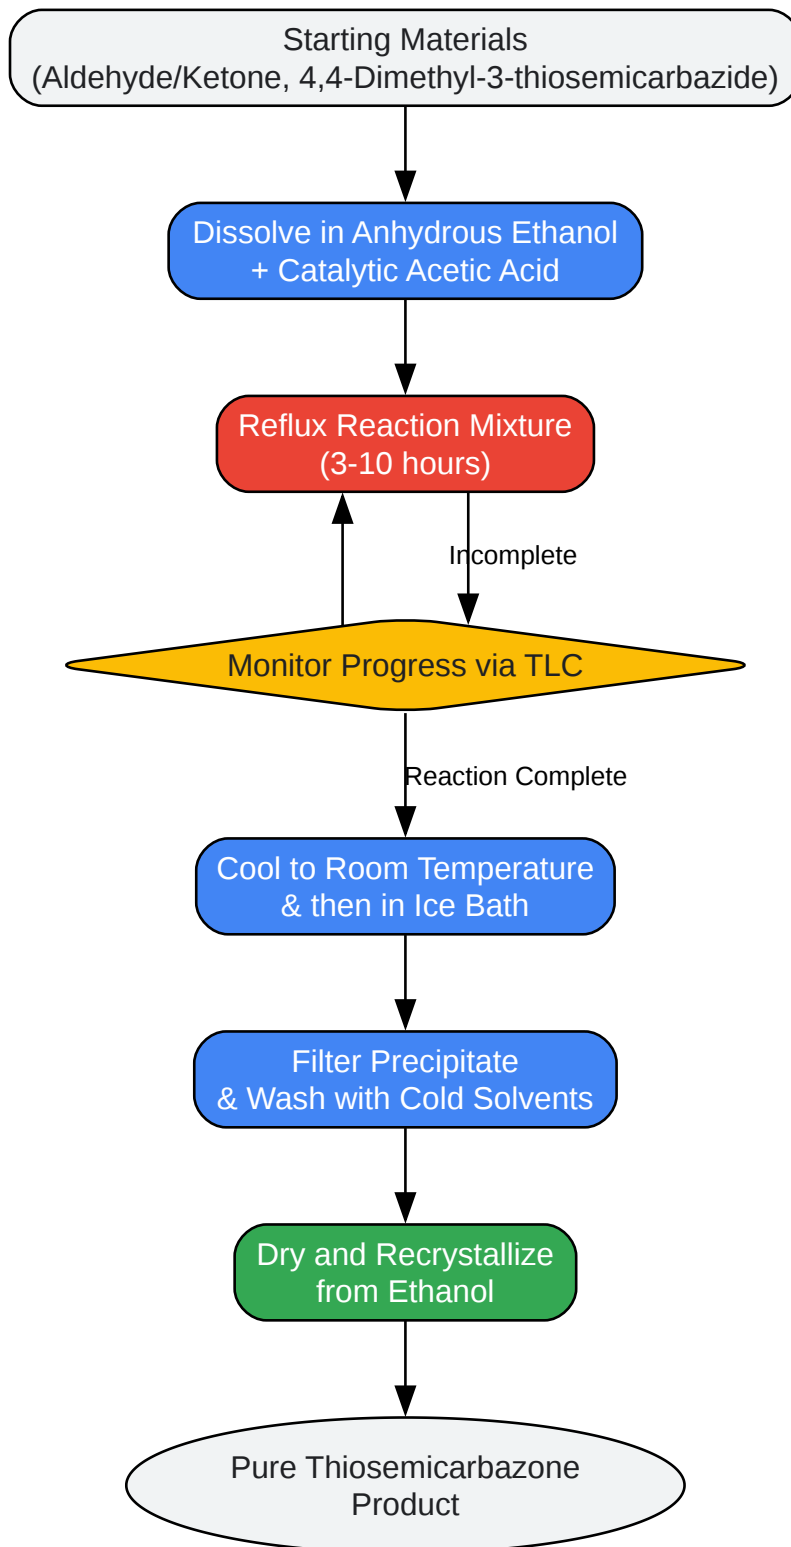 Starting Materials
(Aldehyde/Ketone, 4,4-Dimethyl-3-thiosemicarbazide)
Dissolve in Anhydrous Ethanol
+ Catalytic Acetic Acid
Reflux Reaction Mixture
(3-10 hours)
Incomplete
Monitor Progress via TLC
Reaction Complete
Cool to Room Temperature
& then in Ice Bath
Filter Precipitate
& Wash with Cold Solvents
Dry and Recrystallize
from Ethanol
Pure Thiosemicarbazone
Product